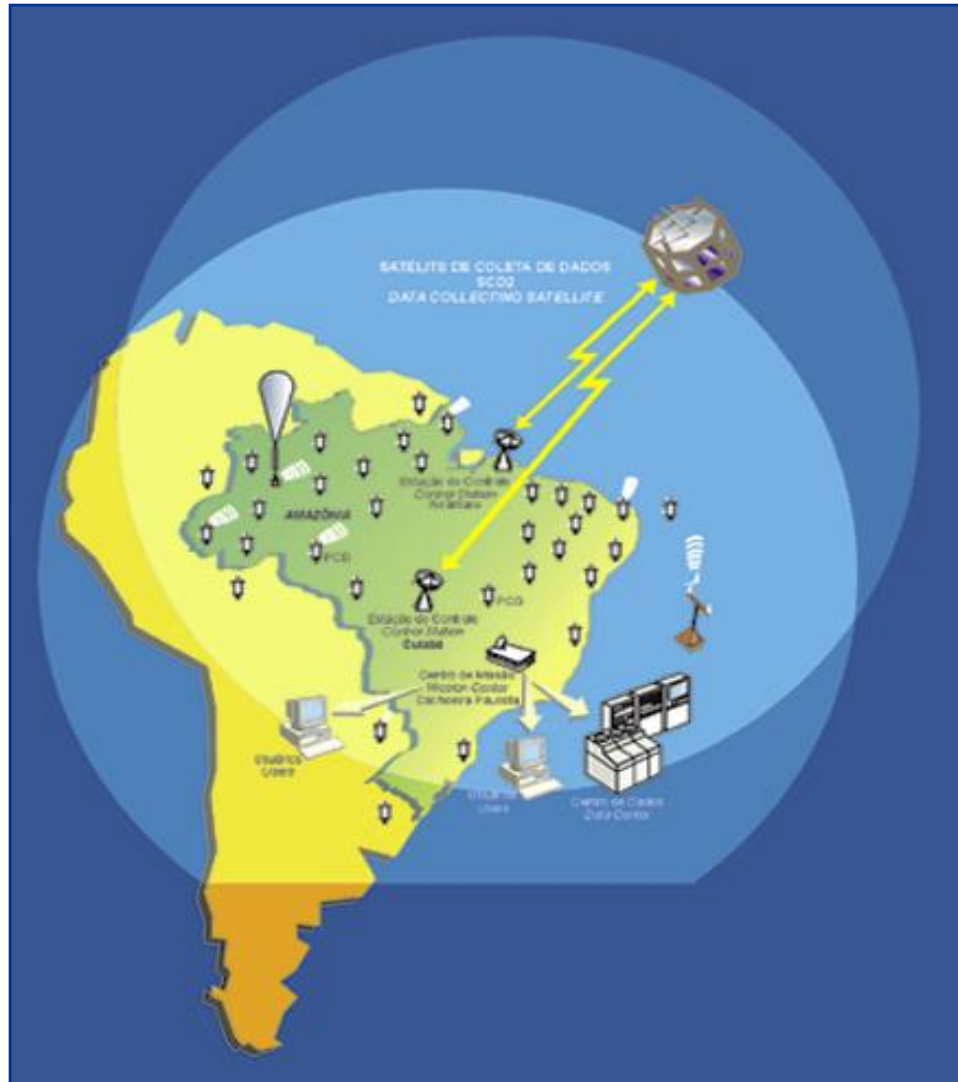 SATÉLITE DE COLETA DE DADOS
SCD2
DATA COLLECTING SATELLITE
Estação de Controle
Control Station
AMAZÔNIA
PCD
PCD
Estação de Controle
Control Station
Cuiabá
Centro de Missão
Mission Center
Cachoeira Paulista
Usuários
Users
Usuários
Users
Centro de Dados
Data Center